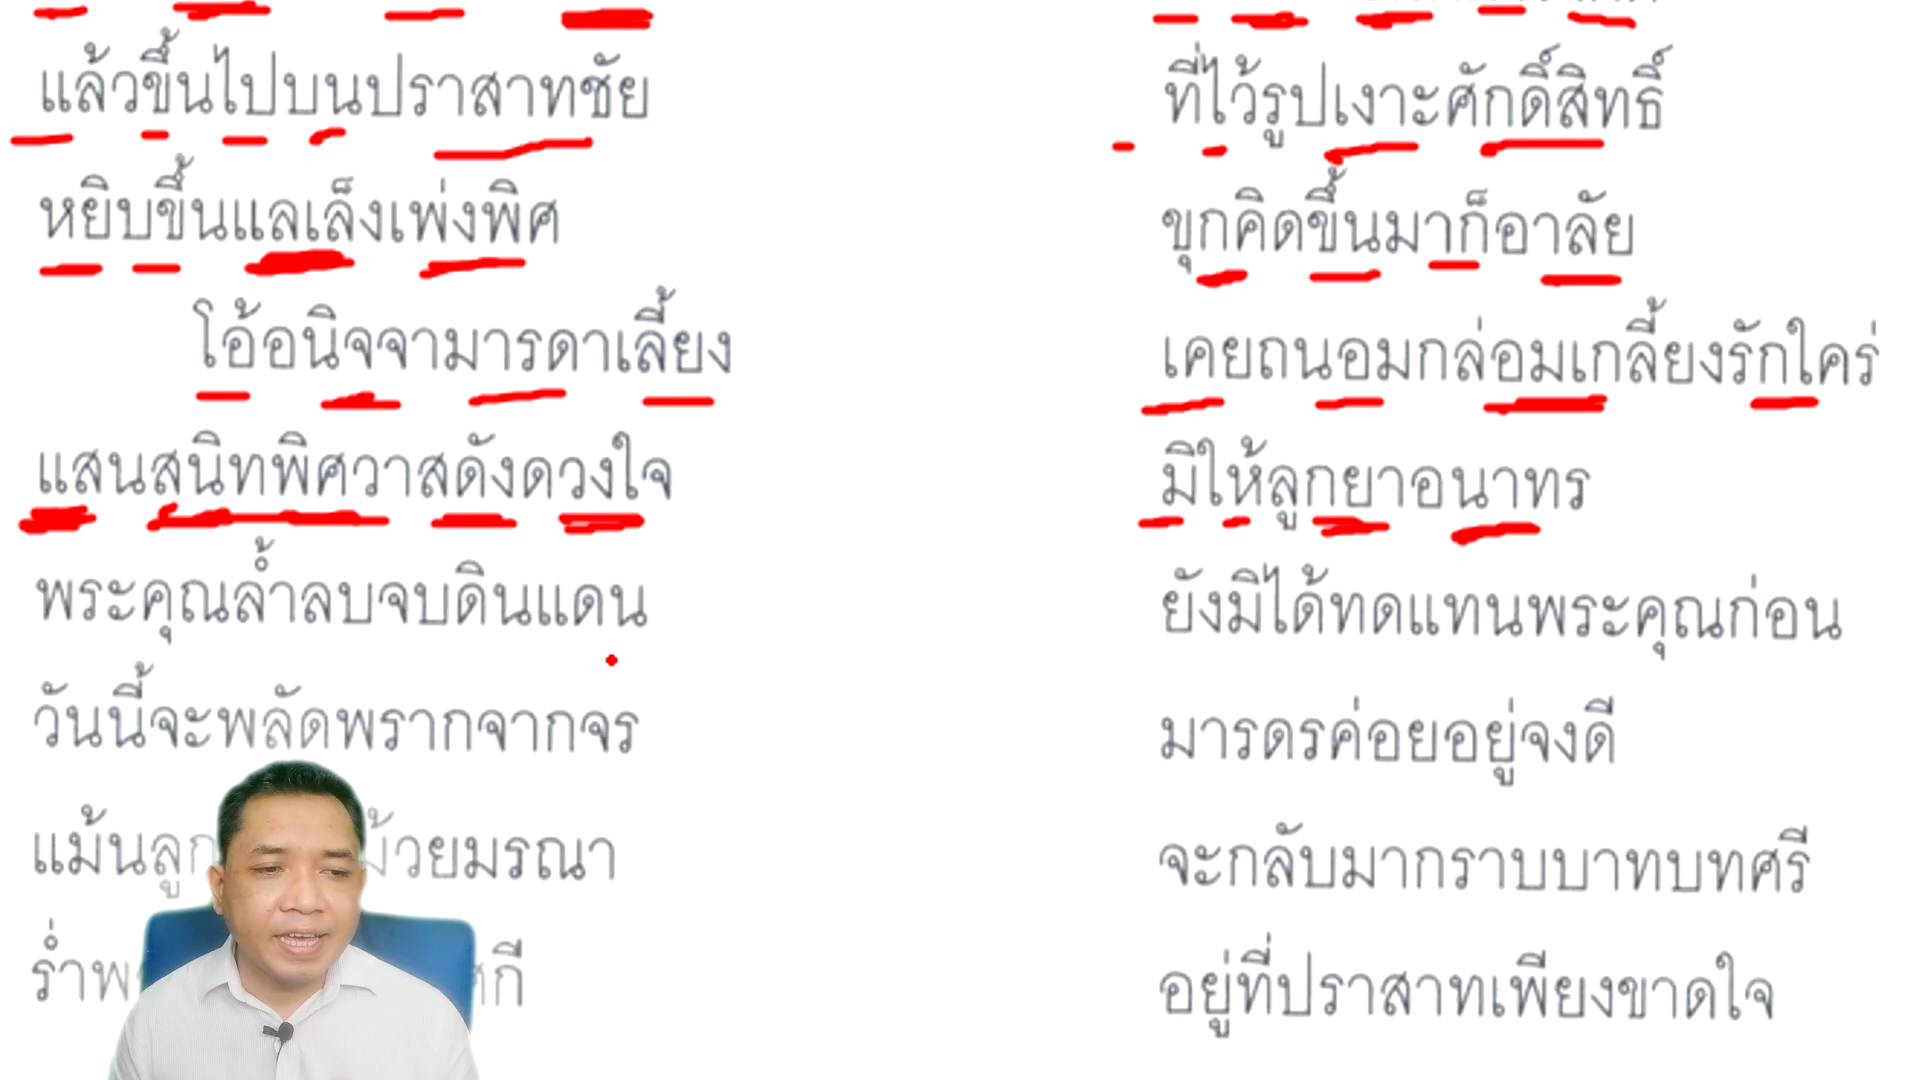 แล้วขึ้นไปบนปราสาทชัย ที่ไว้รูปเงาะศักดิ์สิทธิ์
หยิบขึ้นแลเล็งเพ่งพิศ ขุกคิดขึ้นมาก็อาลัย
โอ้อนิจจามารดาเลี้ยง เคยถนอมกล่อมเกลี้ยงรักใคร่
แสนสนิทพิศวาสดังดวงใจ มิให้ลูกยาอนาทร
พระคุณล้ำลบจบดินแดน ยังมิได้ทดแทนพระคุณก่อน
วันนี้จะพลัดพรากจากจร มารดรค่อยอยู่จงดี
แม้นลูก ม้วยมรณา จะกลับมากราบบาทบทศรี
อยู่ที่ปราสาทเพียงขาดใจ